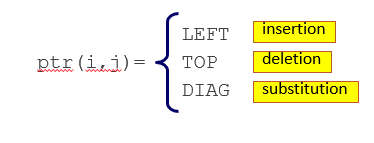 LEFT insertion
ptr(i,j)= TOP deletion
DIAG substitution